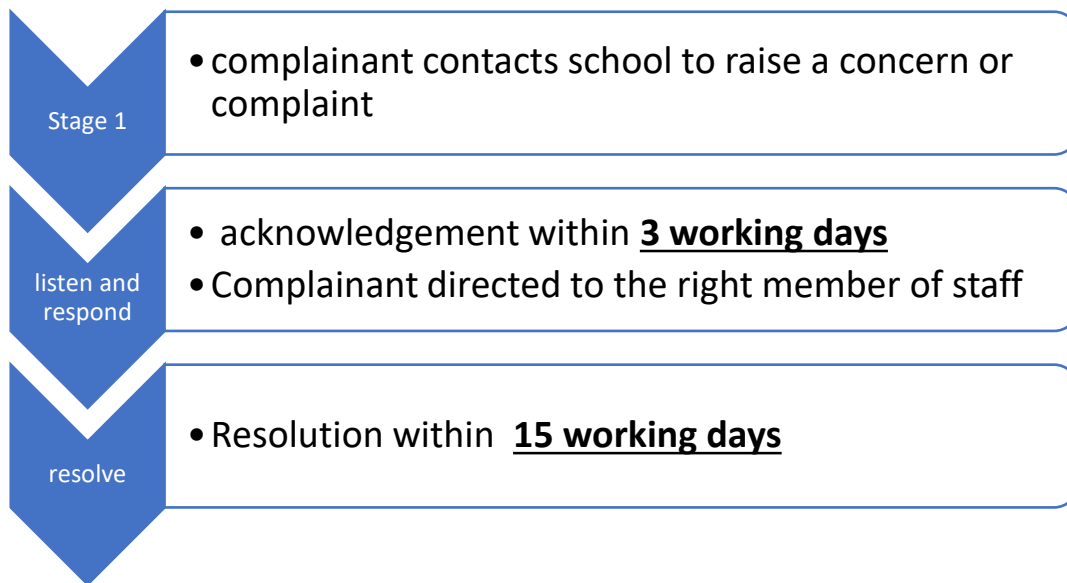 Stage 1
• complainant contacts school to raise a concern or
complaint
listen and
respond
• acknowledgement within 3 working days
• Complainant directed to the right member of staff
resolve
• Resolution within 15 working days